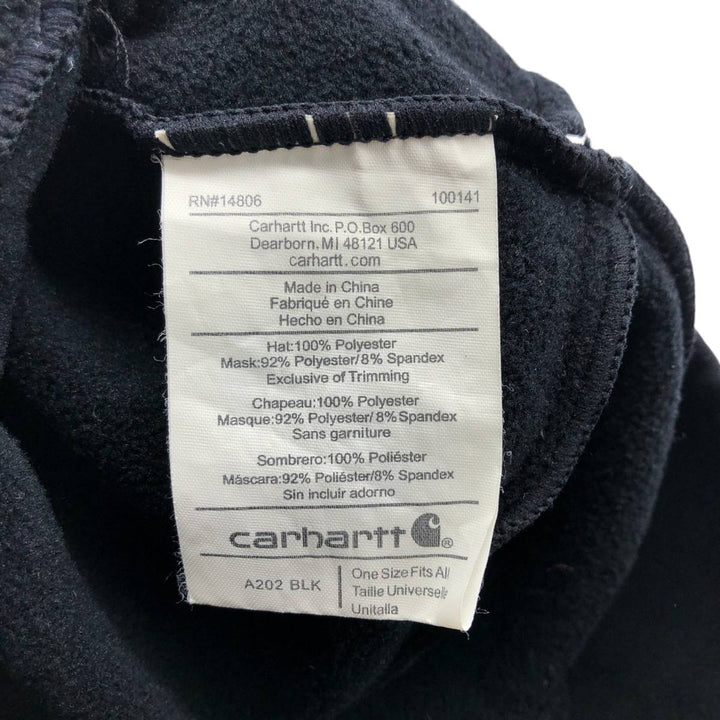 RN#14806 100141
Carhartt Inc. P.O.Box 600
Dearborn, MI 48121 USA
carhartt.com
Made in China
Fabriqué en Chine
Hecho en China
Hat:100% Polyester
Mask:92% Polyester/8% Spandex
Exclusive of Trimming
Chapeau:100% Polyester
Masque:92% Polyester/8% Spandex
Sans garniture
Sombrero:100% Poliéster
Máscara:92% Poliéster/8% Spandex
Sin incluir adorno
carhartt®
A202 BLK
One Size Fits All
Taille Universelle
Unitalla